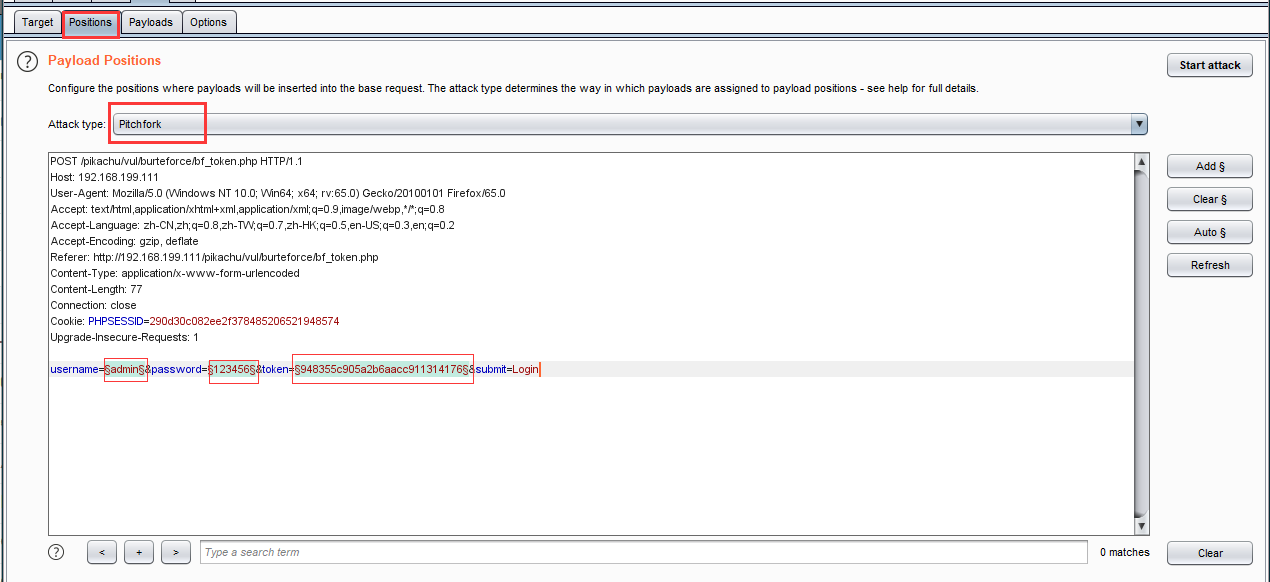 Target Positions Payloads Options
? Payload Positions
Start attack
Configure the positions where payloads will be inserted into the base request. The attack type determines the way in which payloads are assigned to payload positions - see help for full details.
Attack type: Pitchfork
POST /pikachu/vul/burteforce/bf_token.php HTTP/1.1
Host: 192.168.199.111
User-Agent: Mozilla/5.0 (Windows NT 10.0; Win64; x64; rv:65.0) Gecko/20100101 Firefox/65.0
Accept: text/html,application/xhtml+xml,application/xml;q=0.9,image/webp,*/*;q=0.8
Accept-Language: zh-CN,zh;q=0.8,zh-TW;q=0.7,zh-HK;q=0.5,en-US;q=0.3,en;q=0.2
Accept-Encoding: gzip, deflate
Referer: http://192.168.199.111/pikachu/vul/burteforce/bf_token.php
Content-Type: application/x-www-form-urlencoded
Content-Length: 77
Connection: close
Cookie: PHPSESSID=290d30c082ee2f378485206521948574
Upgrade-Insecure-Requests: 1
username=§admin§&password=§123456§&token=§948355c905a2b6aacc911314176§&submit=Login
Add §
Clear §
Auto §
Refresh
? < + > Type a search term 0 matches Clear